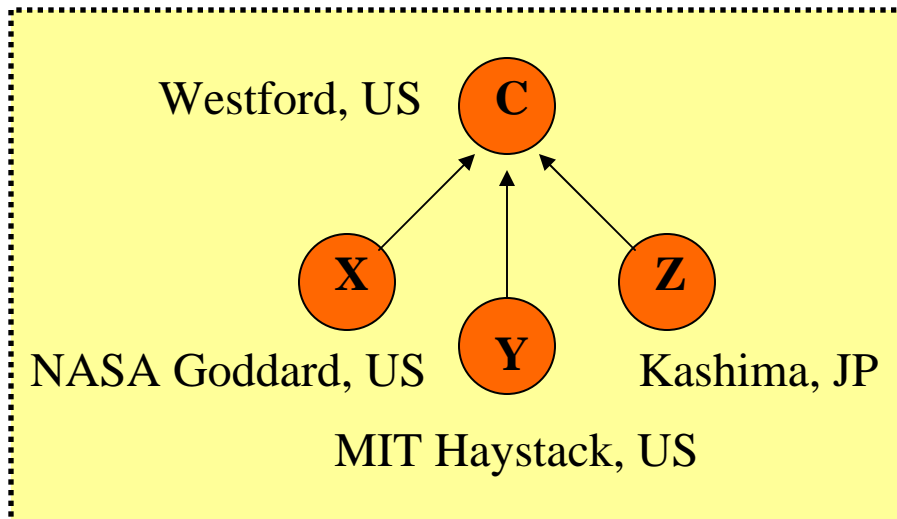 Westford, US
C
X
Z
Y
NASA Goddard, US
Kashima, JP
MIT Haystack, US